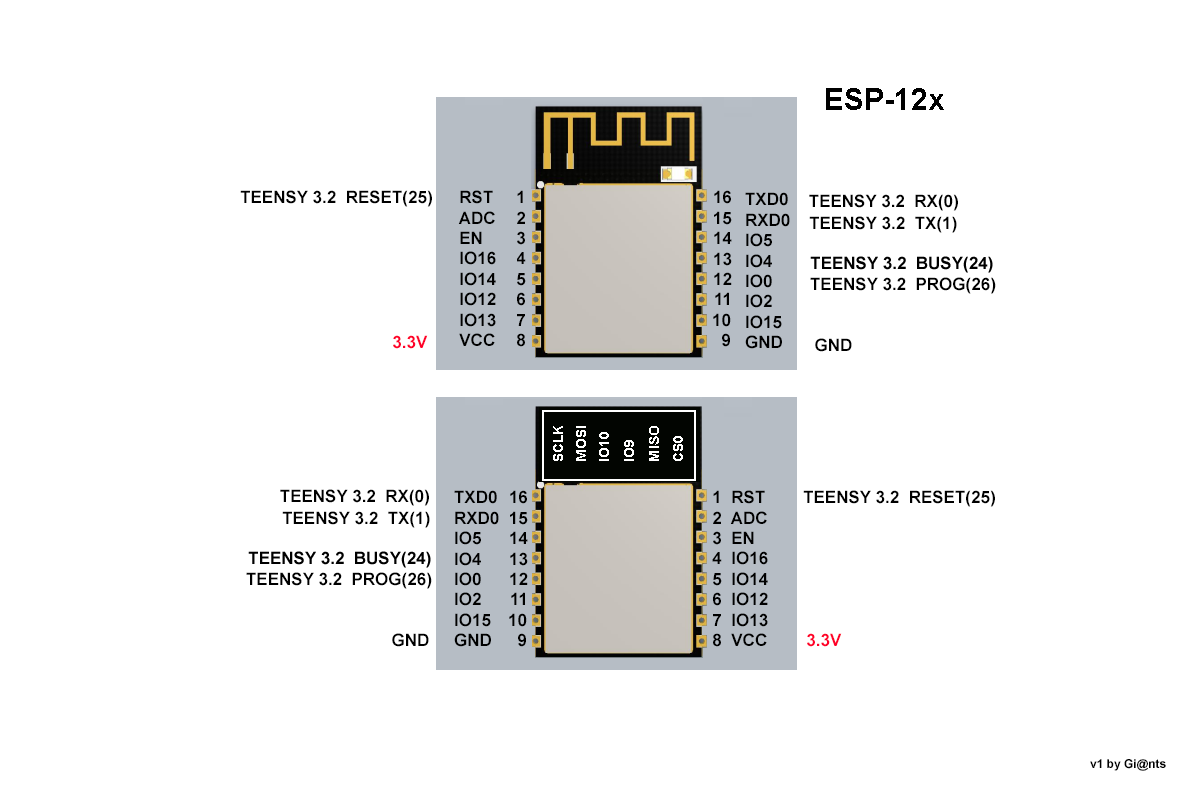 ESP-12x
TEENSY 3.2 RESET(25) RST 1 16 TXD0 TEENSY 3.2 RX(0)
ADC 2 15 RXD0 TEENSY 3.2 TX(1)
EN 3 14 IO5
IO16 4 13 IO4 TEENSY 3.2 BUSY(24)
IO14 5 12 IO0 TEENSY 3.2 PROG(26)
IO12 6 11 IO2
IO13 7 10 IO15
3.3V VCC 8 9 GND GND
SCLK MOSI IO10 IO9 MISO CS0
TEENSY 3.2 RX(0) TXD0 16 1 RST TEENSY 3.2 RESET(25)
TEENSY 3.2 TX(1) RXD0 15 2 ADC
IO5 14 3 EN
TEENSY 3.2 BUSY(24) IO4 13 4 IO16
TEENSY 3.2 PROG(26) IO0 12 5 IO14
IO2 11 6 IO12
IO15 10 7 IO13
GND GND 9 8 VCC 3.3V
v1 by Gi@nts